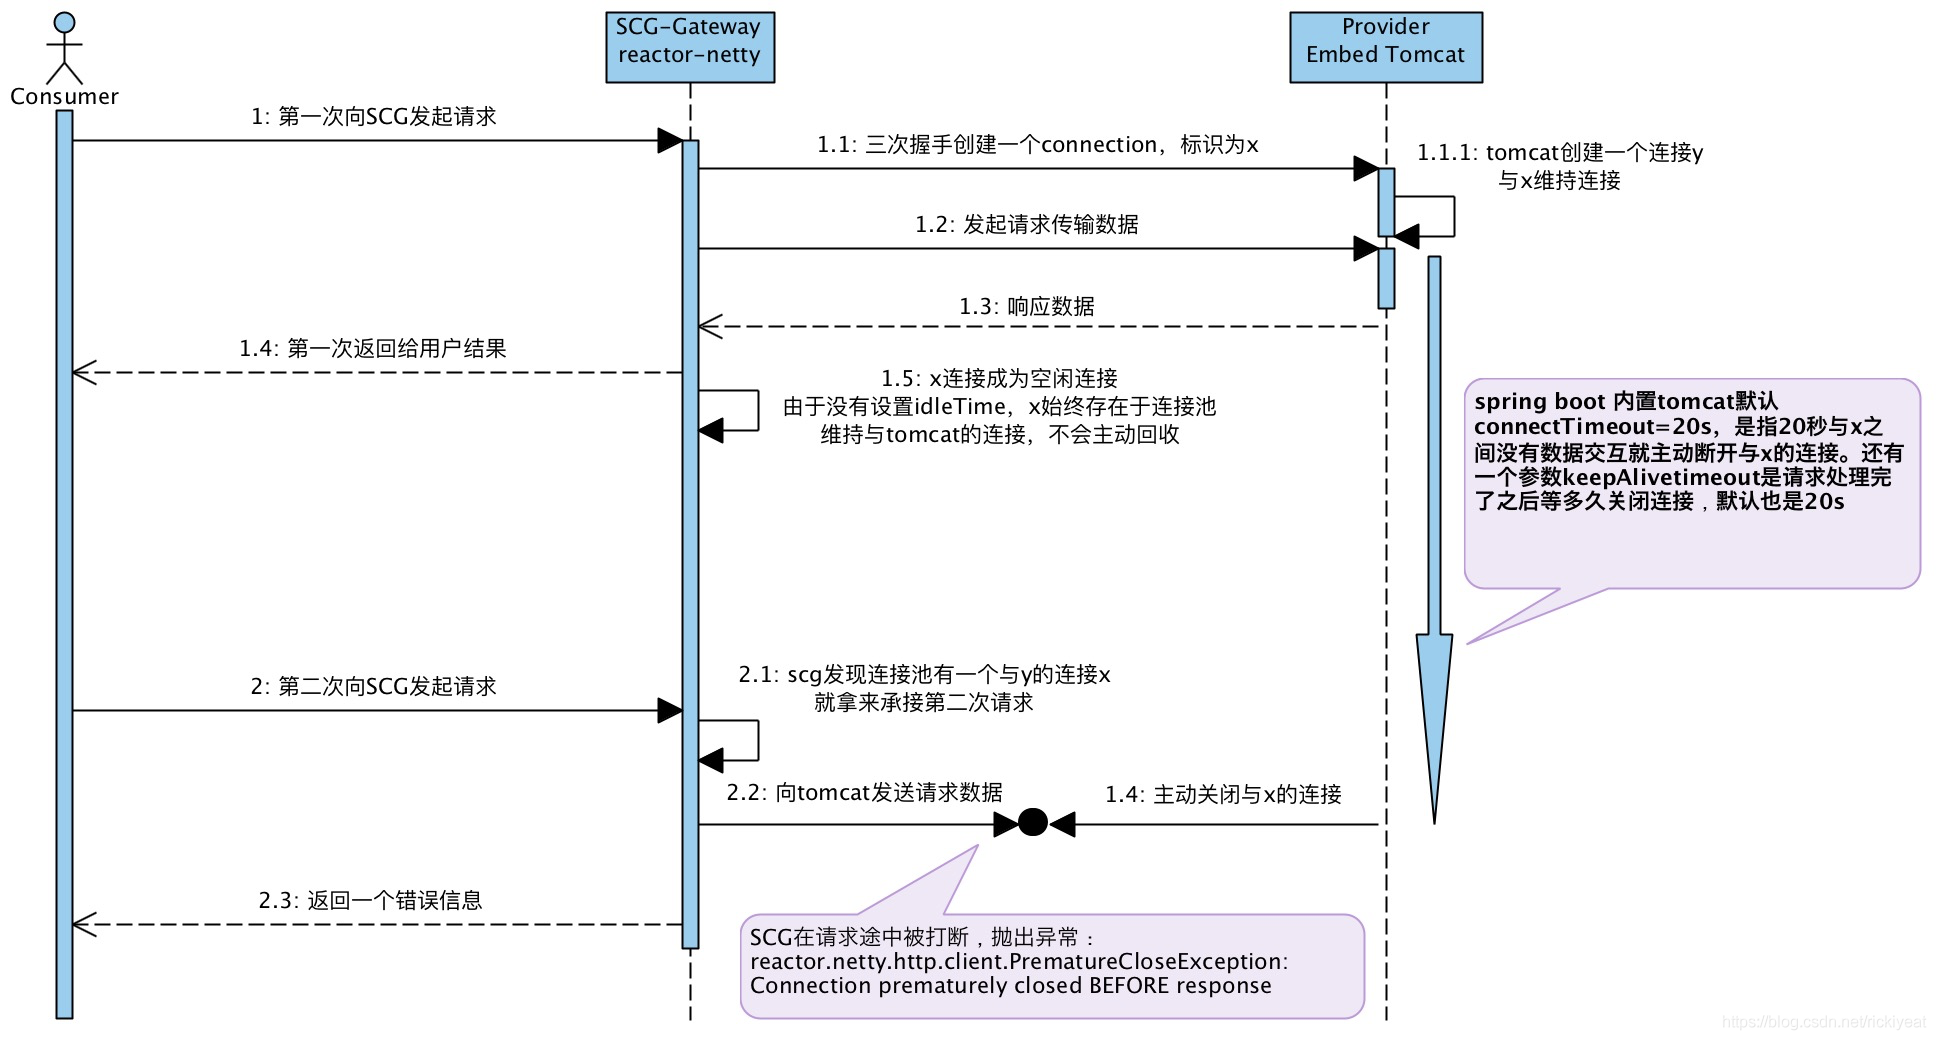 SCG-Gateway
reactor-netty
Provider
Embed Tomcat
Consumer
1: 第一次向SCG发起请求
1.1: 三次握手创建一个connection，标识为x
1.1.1: tomcat创建一个连接y
与x维持连接
1.2: 发起请求传输数据
1.3: 响应数据
1.4: 第一次返回给用户结果
1.5: x连接成为空闲连接
由于没有设置idleTime，x始终存在于连接池
维持与tomcat的连接，不会主动回收
spring boot 内置tomcat默认
connectTimeout=20s，是指20秒与x之
间没有数据交互就主动断开与x的连接。还有
一个参数keepAlivetimeout是请求处理完
了之后等多久关闭连接，默认也是20s
2: 第二次向SCG发起请求
2.1: scg发现连接池有一个与y的连接x
就拿来承接第二次请求
2.2: 向tomcat发送请求数据
1.4: 主动关闭与x的连接
2.3: 返回一个错误信息
SCG在请求途中被打断，抛出异常：
reactor.netty.http.client.PrematureCloseException:
Connection prematurely closed BEFORE response
https://blog.csdn.net/rickiyeat